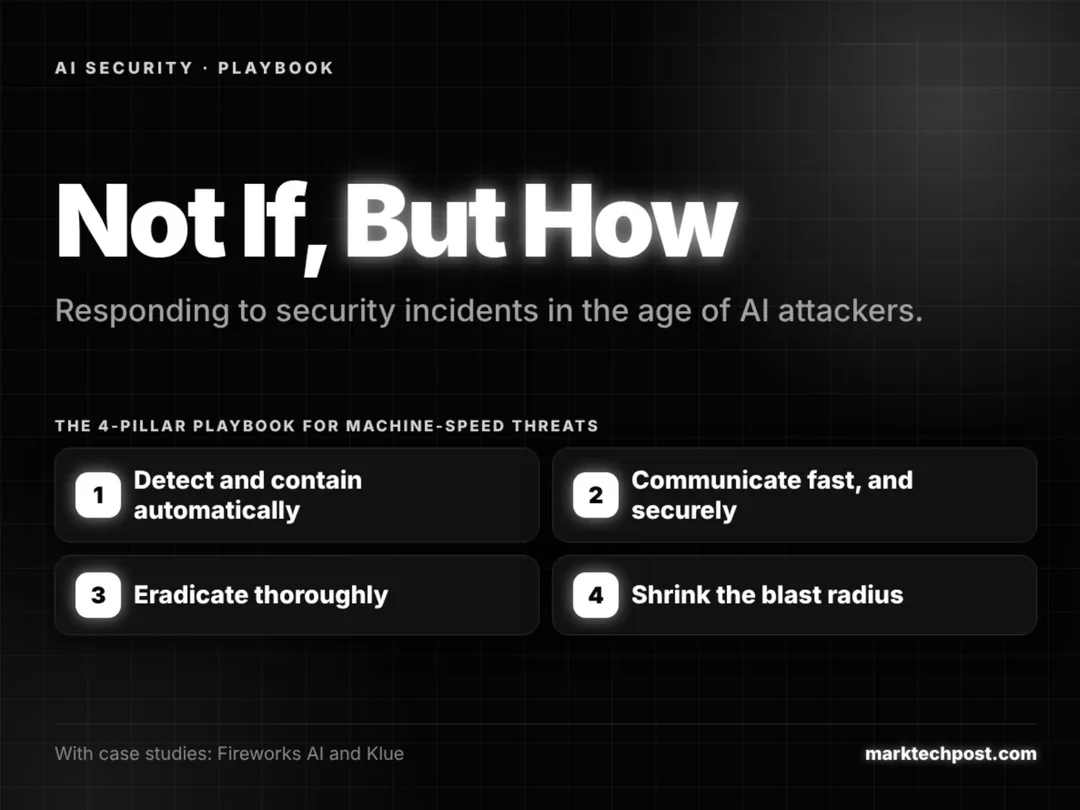 AI SECURITY · PLAYBOOK
Not If, But How
Responding to security incidents in the age of AI attackers.
THE 4-PILLAR PLAYBOOK FOR MACHINE-SPEED THREATS
1 Detect and contain
automatically
2 Communicate fast, and
securely
3 Eradicate thoroughly
4 Shrink the blast radius
With case studies: Fireworks AI and Klue
marktechpost.com